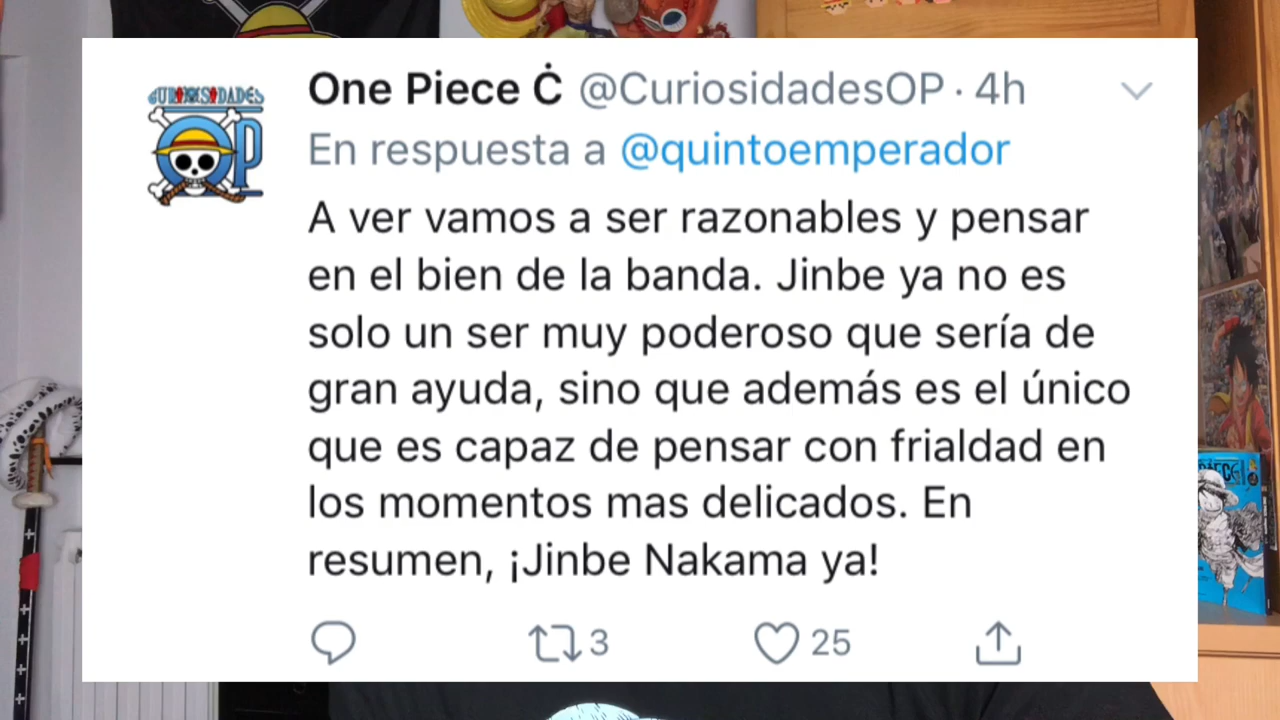 CURIOSIDADES
OP
One Piece Ċ @CuriosidadesOP · 4h
En respuesta a @quintoemperador
A ver vamos a ser razonables y pensar
en el bien de la banda. Jinbe ya no es
solo un ser muy poderoso que sería de
gran ayuda, sino que además es el único
que es capaz de pensar con frialdad en
los momentos mas delicados. En
resumen, ¡Jinbe Nakama ya!
3
25